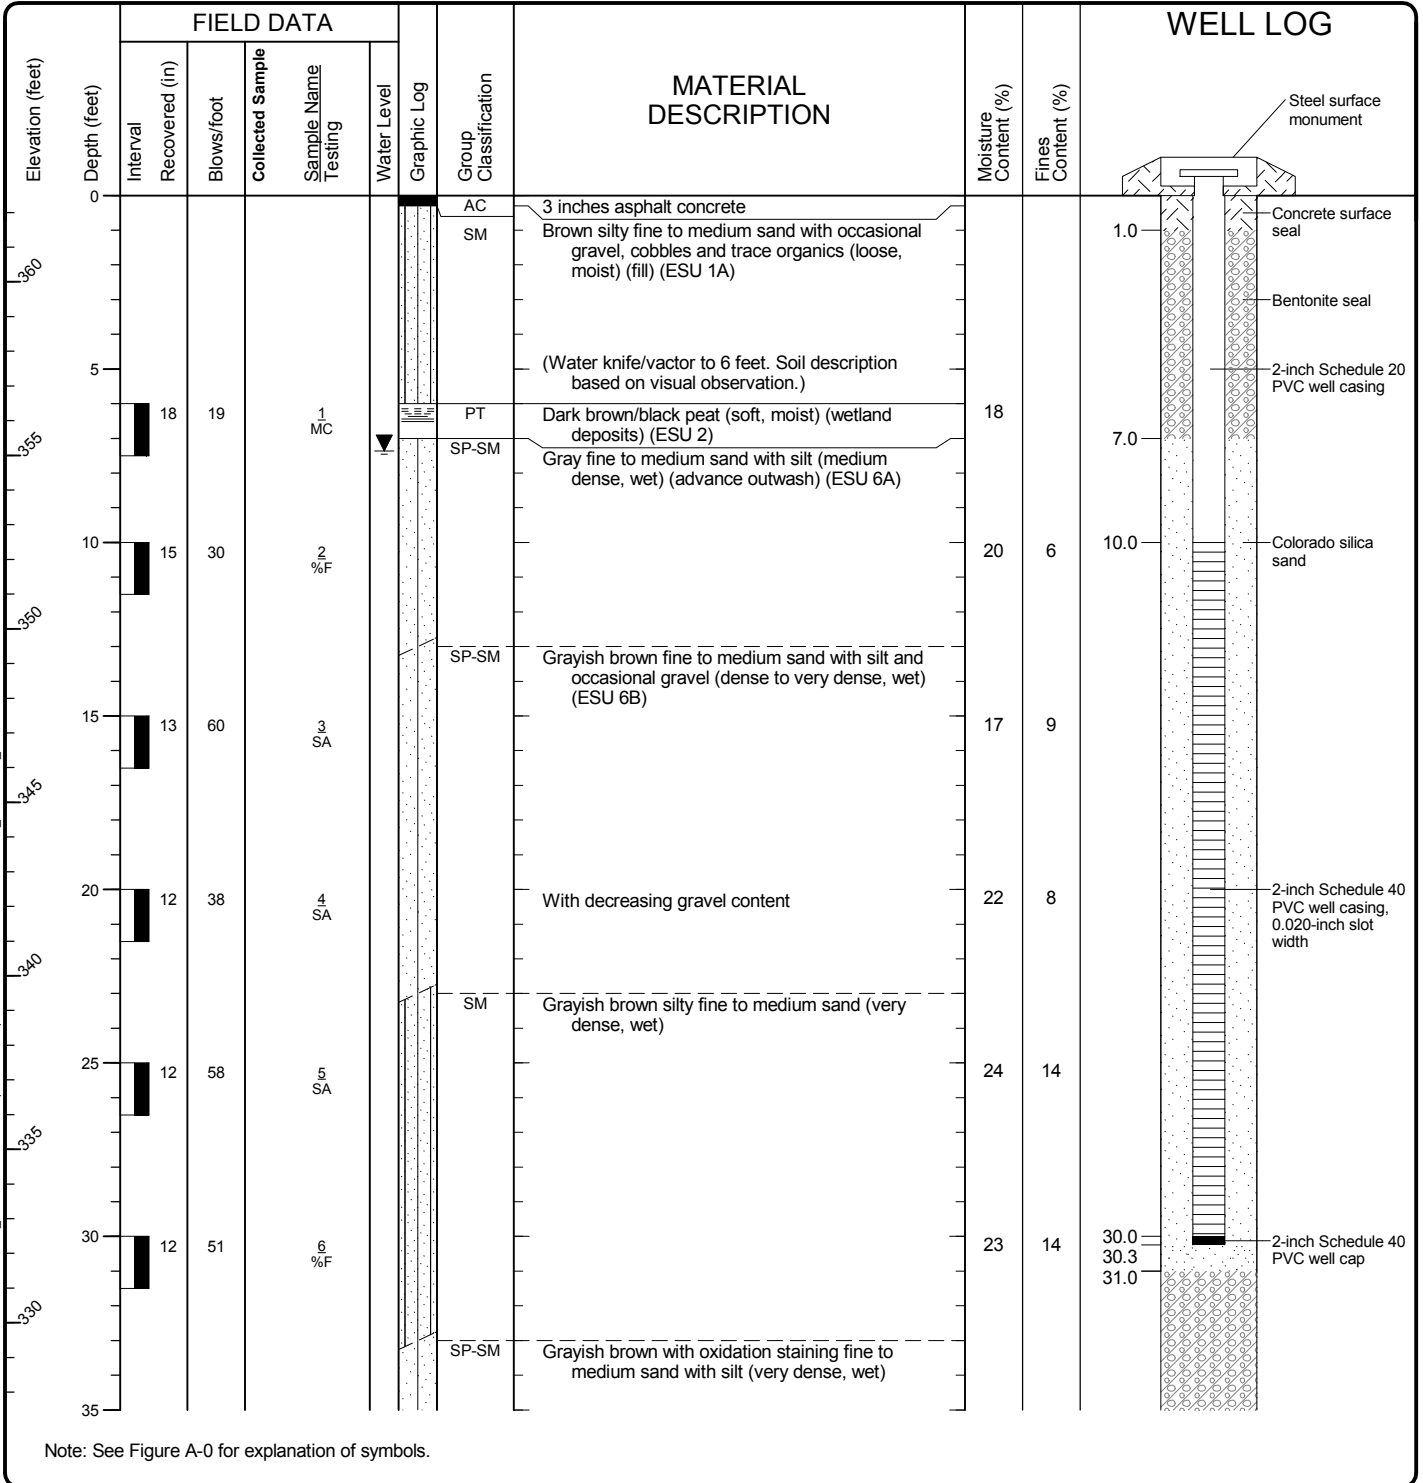 FIELD DATA
WELL LOG
Elevation (feet)
Depth (feet)
Interval
Recovered (in)
Blows/foot
Collected Sample
Sample Name
Testing
Water Level
Graphic Log
Group
Classification
MATERIAL
DESCRIPTION
Moisture
Content (%)
Fines
Content (%)
Steel surface
monument
0
AC
3 inches asphalt concrete
SM
Brown silty fine to medium sand with occasional
gravel, cobbles and trace organics (loose,
moist) (fill) (ESU 1A)
1.0
Concrete surface
seal
360
Bentonite seal
5
(Water knife/vactor to 6 feet. Soil description
based on visual observation.)
2-inch Schedule 20
PVC well casing
18
19
1
MC
PT
Dark brown/black peat (soft, moist) (wetland
deposits) (ESU 2)
18
355
7.0
SP-SM
Gray fine to medium sand with silt (medium
dense, wet) (advance outwash) (ESU 6A)
10
15
30
2
%F
20
6
10.0
Colorado silica
sand
350
SP-SM
Grayish brown fine to medium sand with silt and
occasional gravel (dense to very dense, wet)
(ESU 6B)
15
13
60
3
SA
17
9
345
20
12
38
4
SA
With decreasing gravel content
22
8
2-inch Schedule 40
PVC well casing,
0.020-inch slot
width
340
SM
Grayish brown silty fine to medium sand (very
dense, wet)
25
12
58
5
SA
24
14
335
30
12
51
6
%F
23
14
30.0
30.3
31.0
2-inch Schedule 40
PVC well cap
330
SP-SM
Grayish brown with oxidation staining fine to
medium sand with silt (very dense, wet)
35
Note: See Figure A-0 for explanation of symbols.